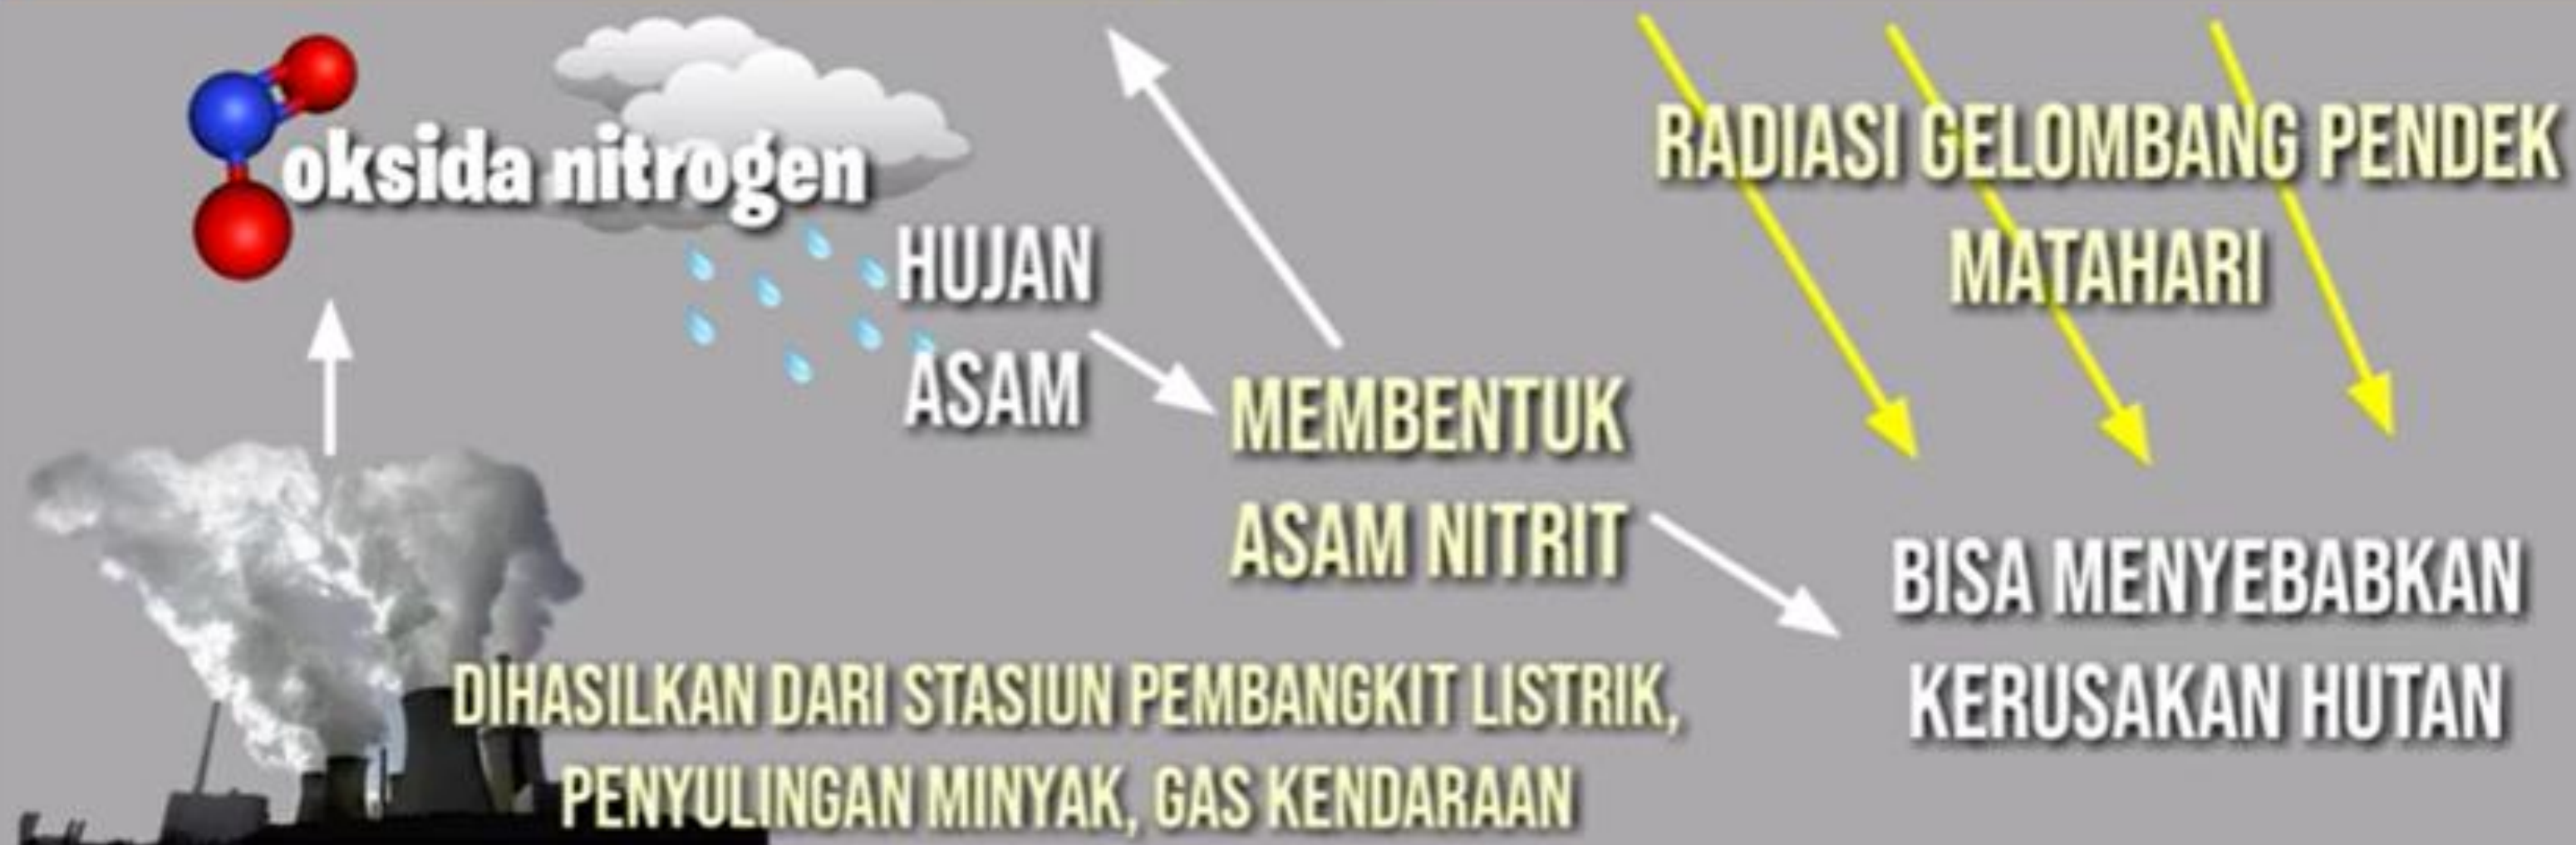 oksida nitrogen
HUJAN
ASAM
MEMBENTUK
ASAM NITRIT
RADIASI GELOMBANG PENDEK
MATAHARI
BISA MENYEBABKAN
KERUSAKAN HUTAN
DIHASILKAN DARI STASIUN PEMBANGKIT LISTRIK,
PENYULINGAN MINYAK, GAS KENDARAAN